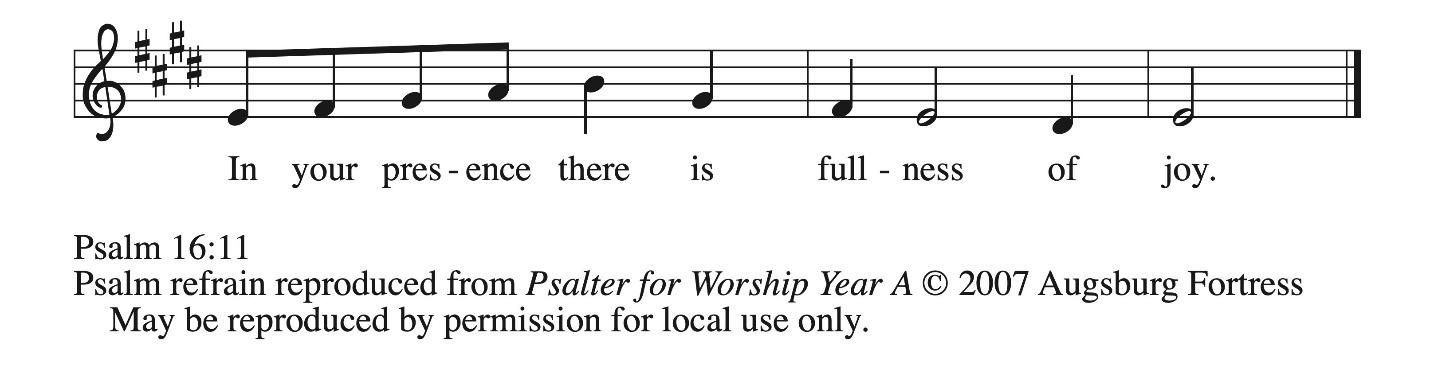 In your pres - ence there is full - ness of joy.
Psalm 16:11
Psalm refrain reproduced from Psalter for Worship Year A © 2007 Augsburg Fortress
May be reproduced by permission for local use only.